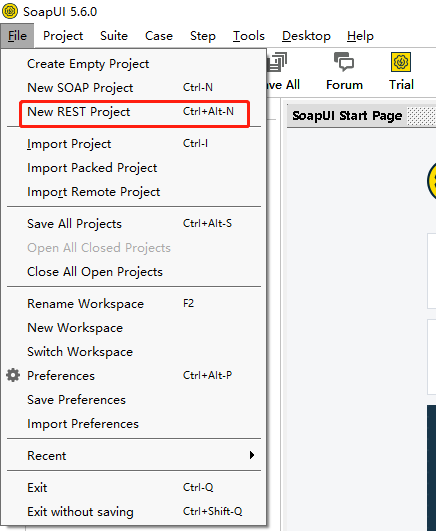 SoapUI 5.6.0
File Project Suite Case Step Tools Desktop Help
Create Empty Project
New SOAP Project Ctrl-N
New REST Project Ctrl+Alt-N
Import Project Ctrl-I
Import Packed Project
Import Remote Project
Save All Projects Ctrl+Alt-S
Open All Closed Projects
Close All Open Projects
Rename Workspace F2
New Workspace
Switch Workspace
Preferences Ctrl+Alt-P
Save Preferences
Import Preferences
Recent
Exit Ctrl-Q
Exit without saving Ctrl+Shift-Q
ve All Forum Trial
SoapUI Start Page